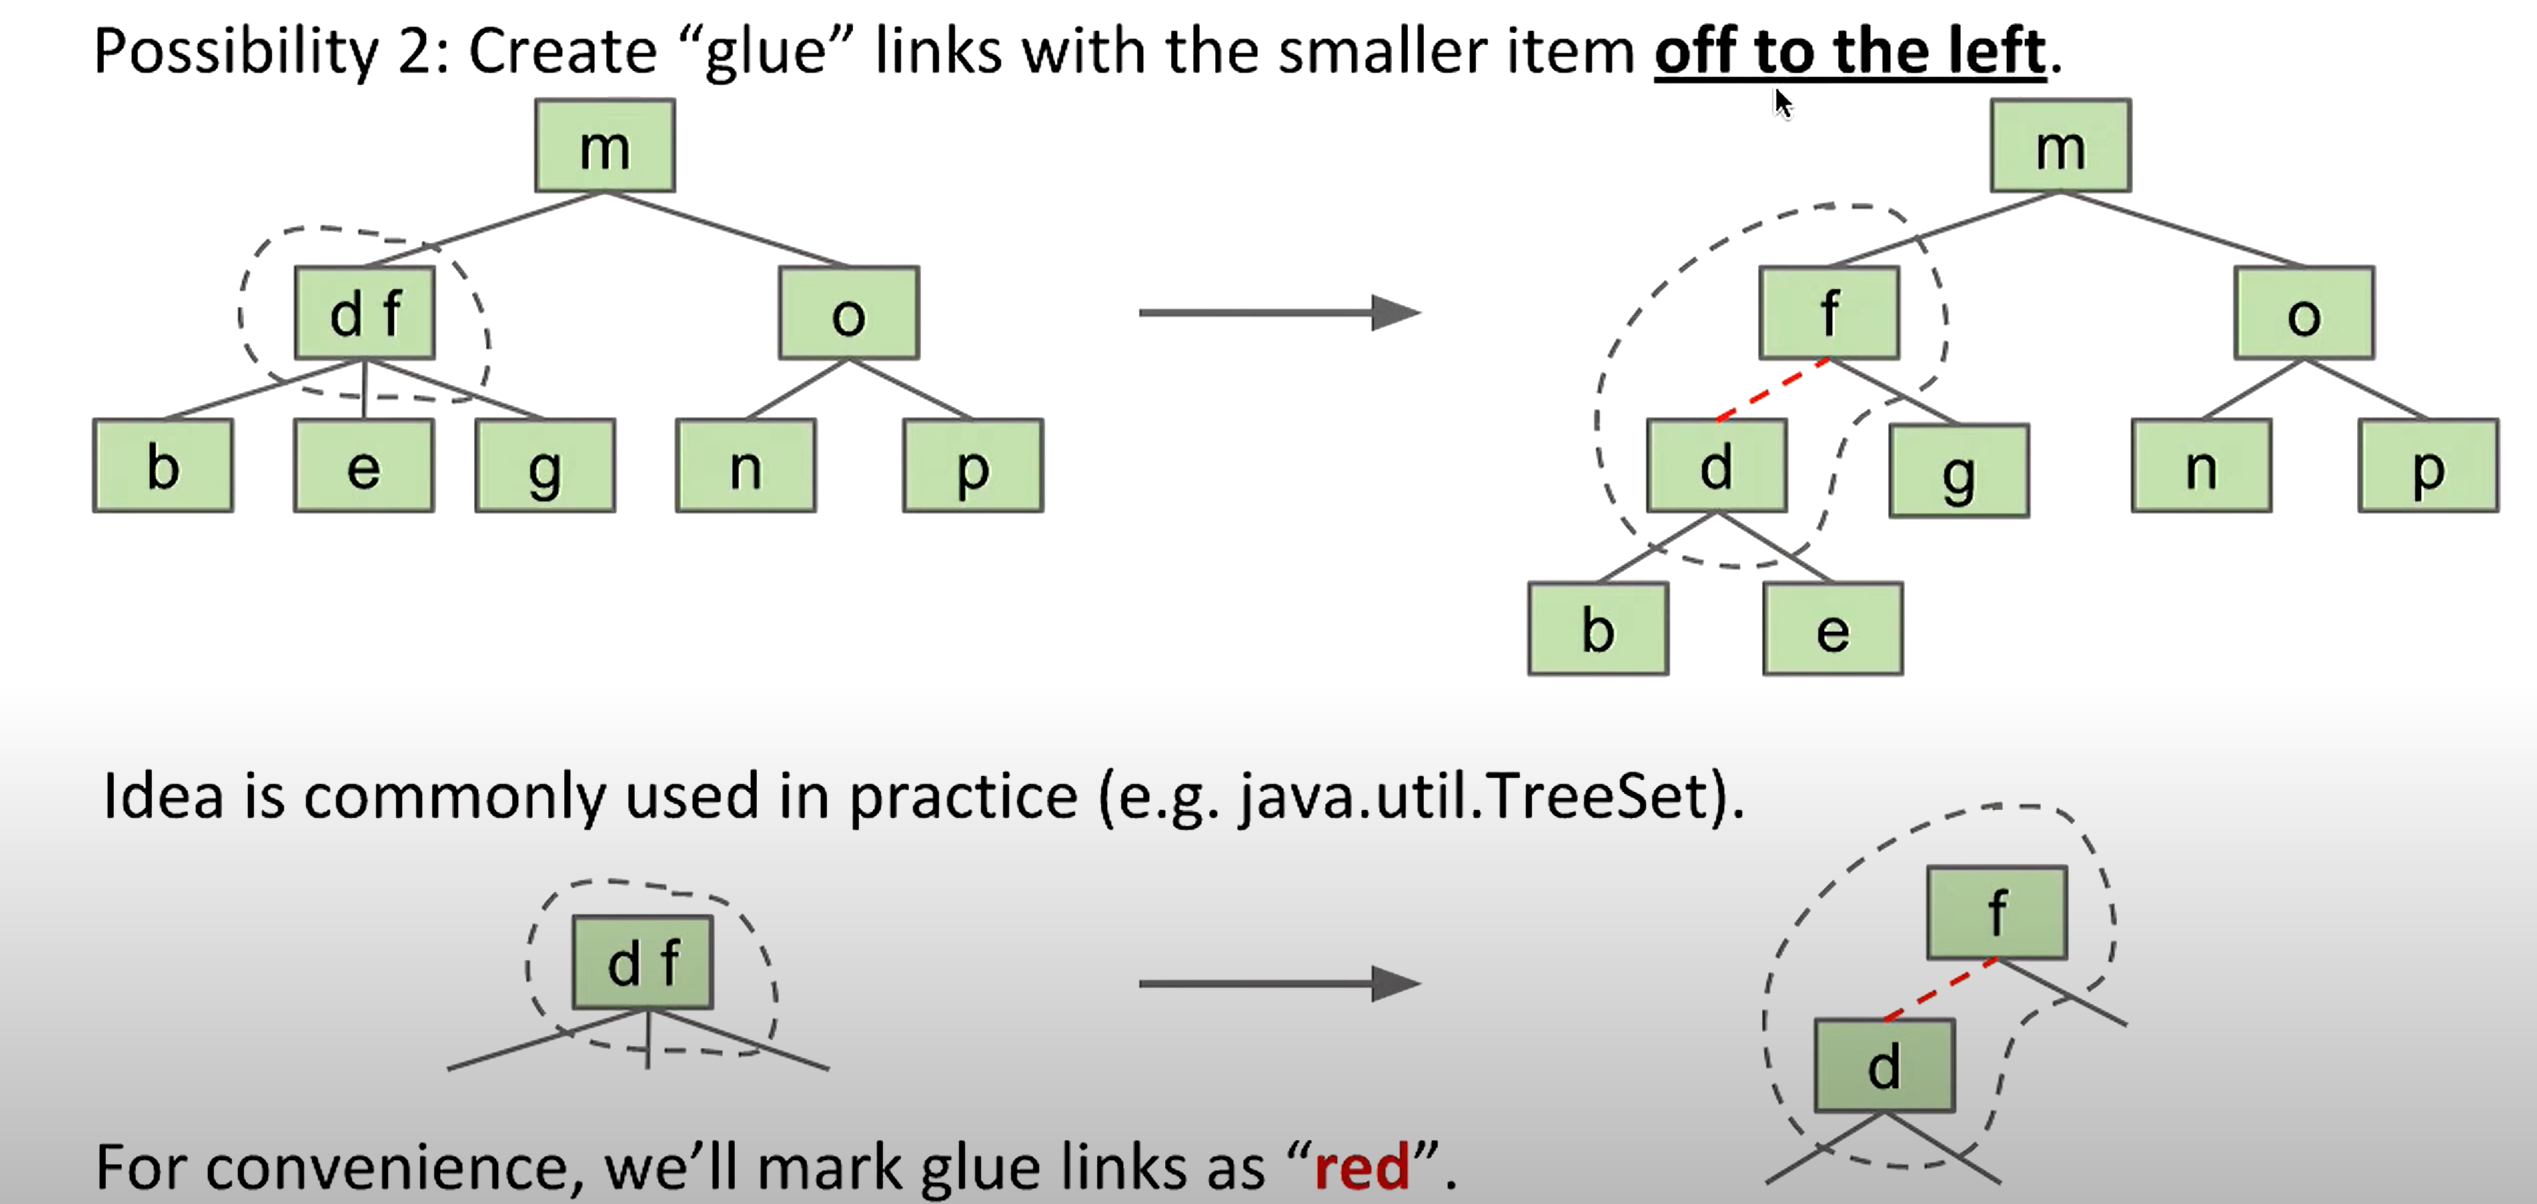 Possibility 2: Create “glue” links with the smaller item off to the left.
m
m
d f
o
f
o
b
e
g
n
p
d
g
n
p
b
e
Idea is commonly used in practice (e.g. java.util.TreeSet).
d f
f
d
For convenience, we’ll mark glue links as “red”.